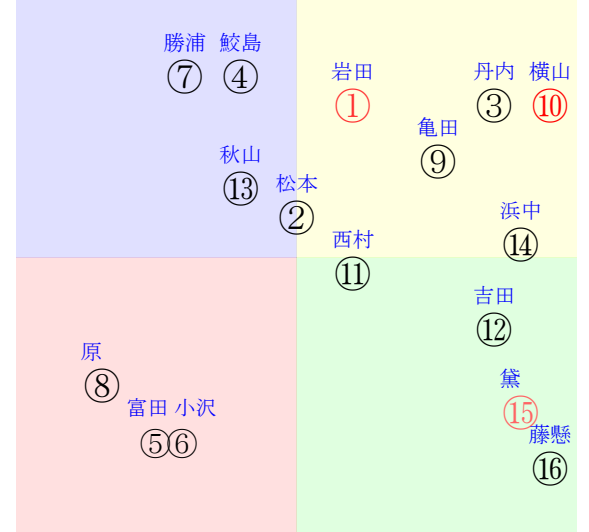 勝浦 鮫島
⑦ ④
岩田 丹内 横山
① ③ ⑩
亀田
⑨
秋山
⑬
松本
②
浜中
⑭
西村
⑪
吉田
⑫
原
⑧
黛
⑮
富田 小沢
⑤⑥
藤懸
⑯